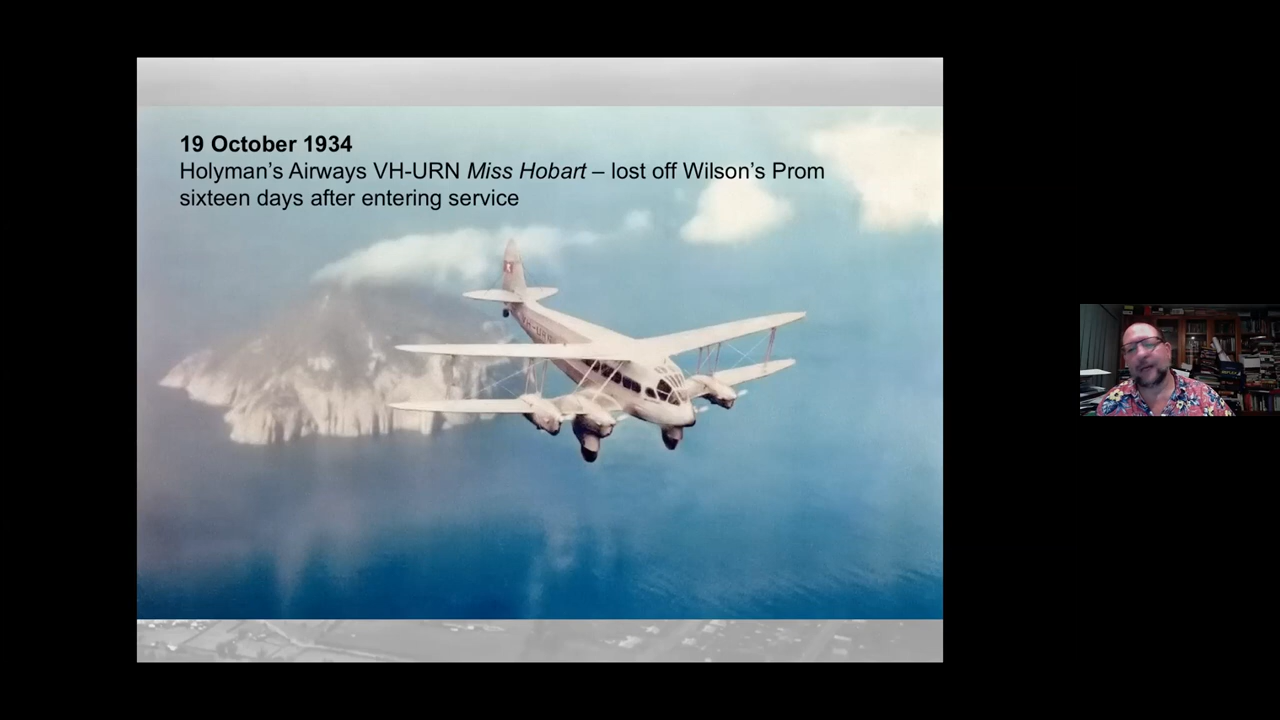 19 October 1934
Holyman’s Airways VH-URN Miss Hobart – lost off Wilson’s Prom
sixteen days after entering service